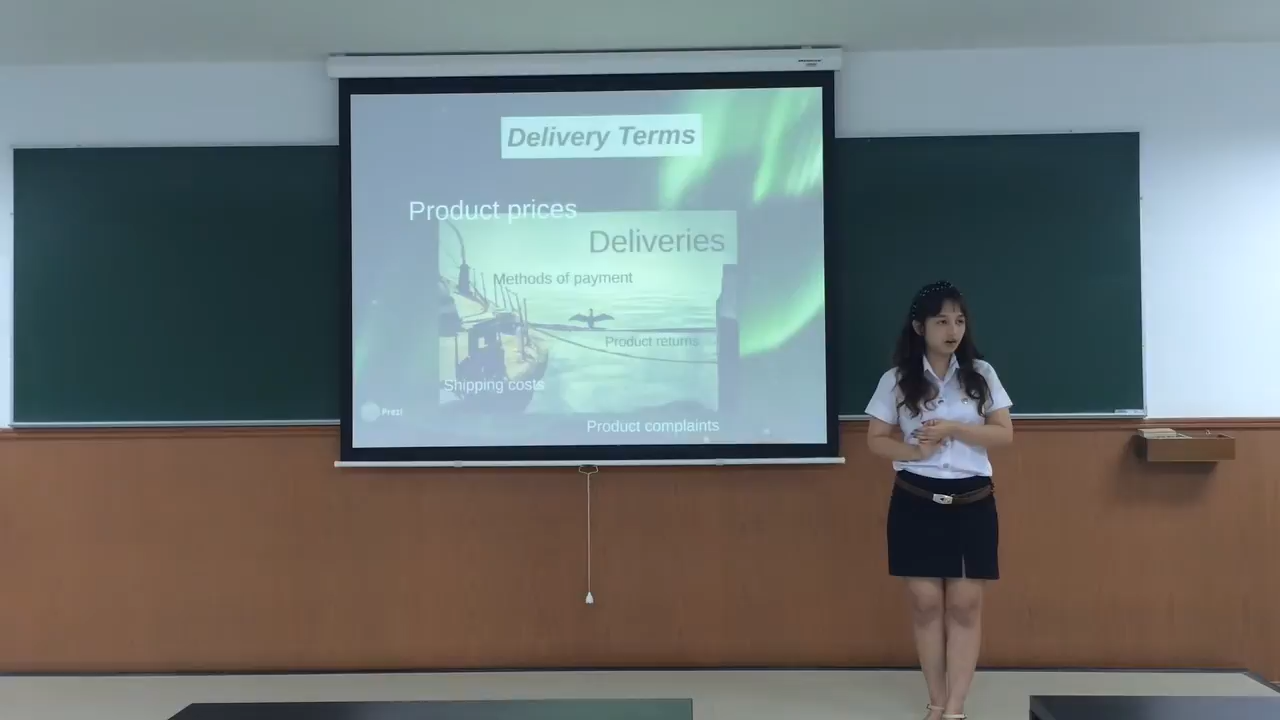 Delivery Terms
Product prices
Deliveries
Methods of payment
Product returns
Shipping costs
Prezi
Product complaints